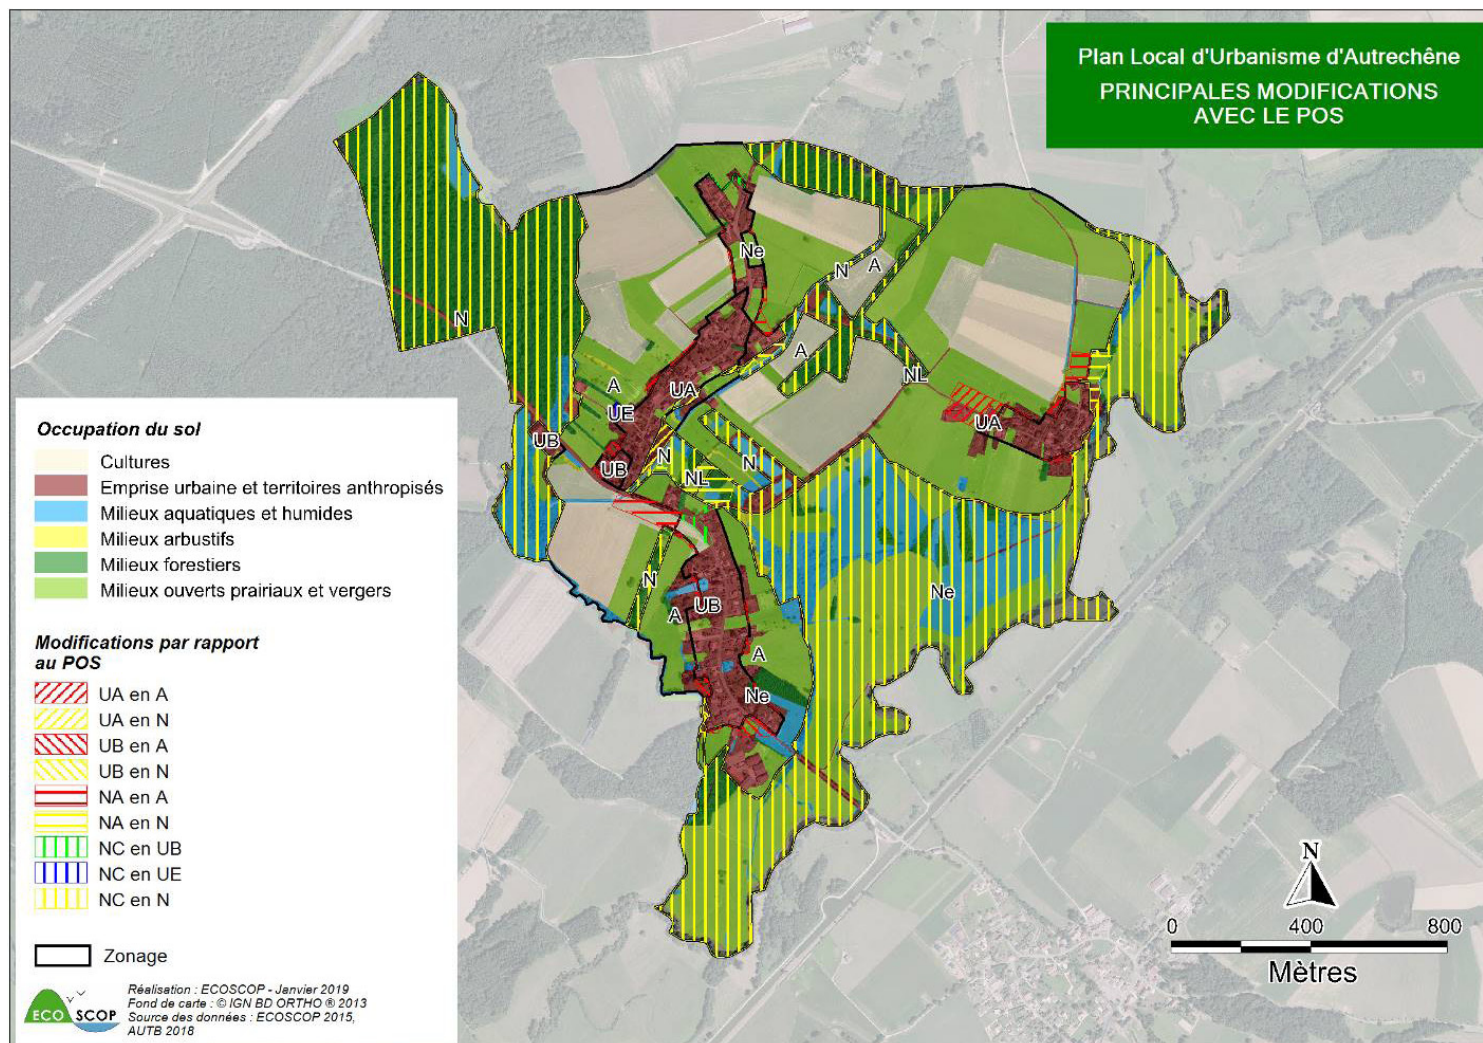 Plan Local d'Urbanisme d'Autrechêne
PRINCIPALES MODIFICATIONS
AVEC LE POS
Ne
N
A
N
A
NL
A
UA
UE
UA
UB
UB
N
NL
N
N
Ne
UB
A
A
Ne
Occupation du sol
Cultures
Emprise urbaine et territoires anthropisés
Milieux aquatiques et humides
Milieux arbustifs
Milieux forestiers
Milieux ouverts prairiaux et vergers
Modifications par rapport
au POS
UA en A
UA en N
UB en A
UB en N
NA en A
NA en N
NC en UB
NC en UE
NC en N
Zonage
ECO SCOP
Réalisation : ECOSCOP - Janvier 2019
Fond de carte : © IGN BD ORTHO ® 2013
Source des données : ECOSCOP 2015,
AUTB 2018
N
0 400 800
Mètres